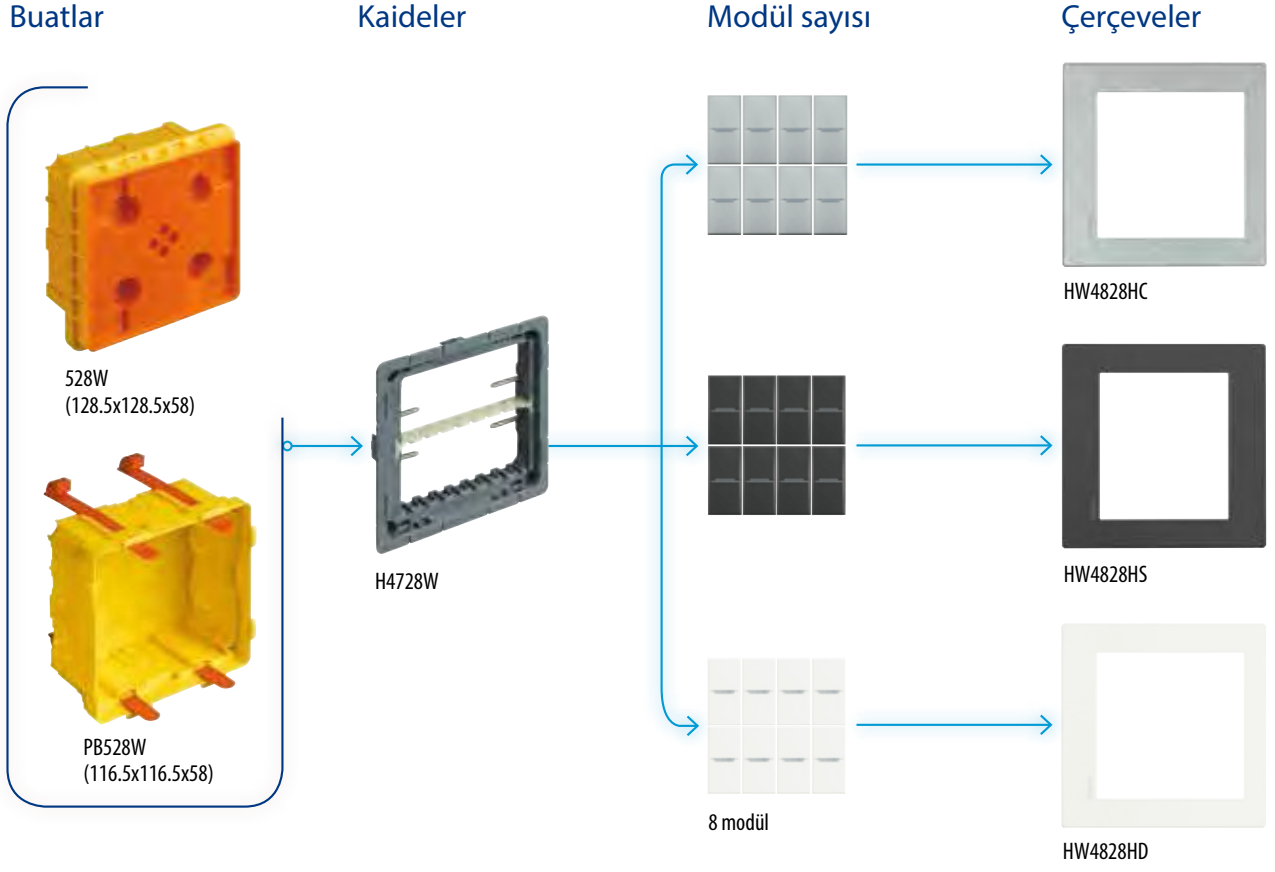 Buatlar
Kaideler
Modül sayısı
Çerçeveler
528W
(128.5x128.5x58)
PB528W
(116.5x116.5x58)
H4728W
8 modül
HW4828HC
HW4828HS
HW4828HD